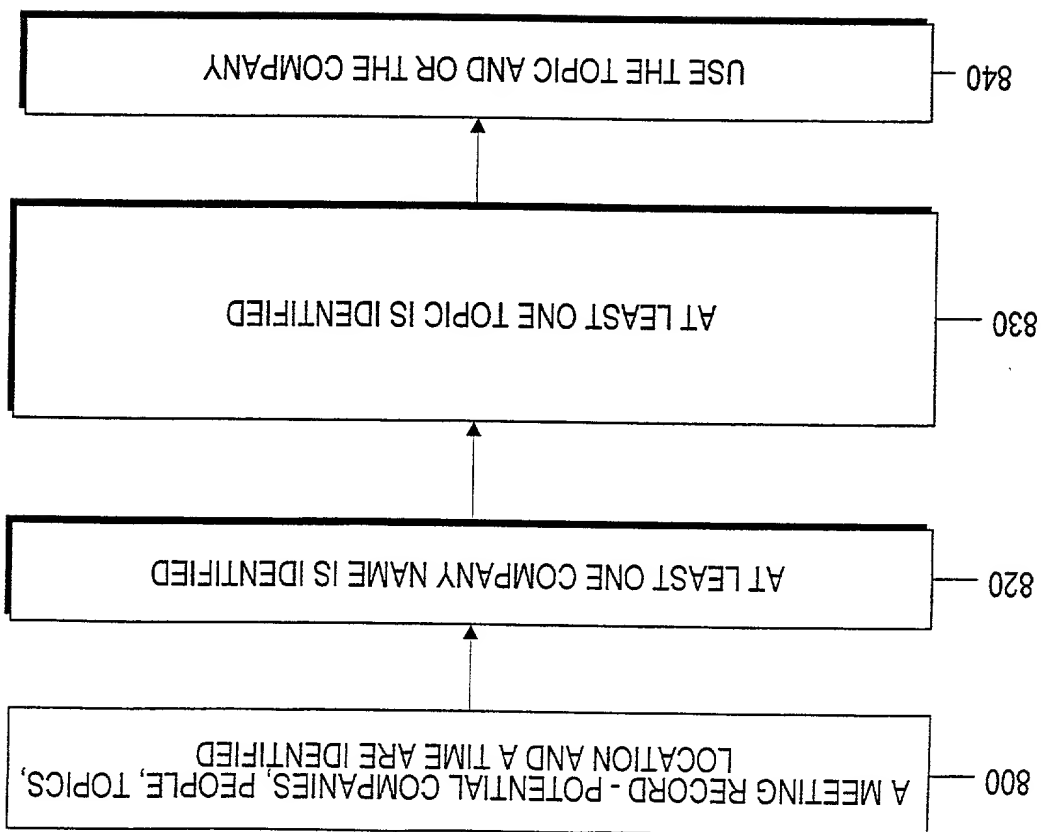 A MEETING RECORD - POTENTIAL COMPANIES, PEOPLE, TOPICS,
LOCATION AND A TIME ARE IDENTIFIED
800
AT LEAST ONE COMPANY NAME IS IDENTIFIED
820
AT LEAST ONE TOPIC IS IDENTIFIED
830
USE THE TOPIC AND OR THE COMPANY
840